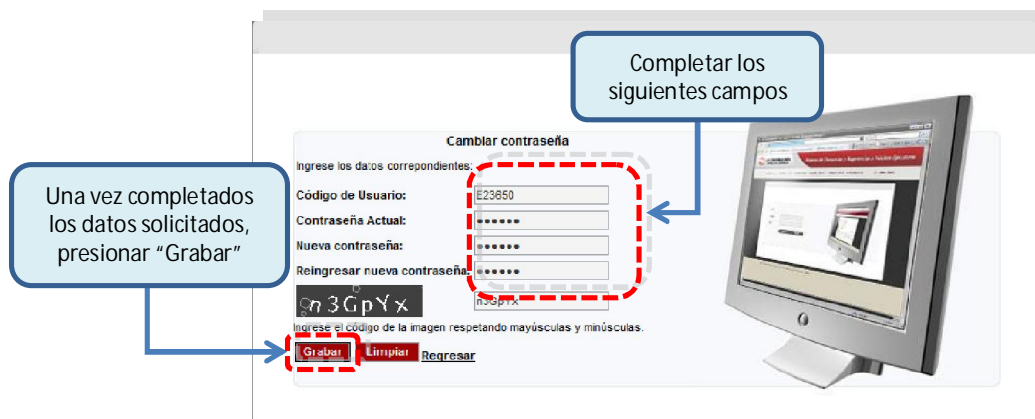 Completar los
siguientes campos
Cambiar contraseña
Ingrese los datos correpondientes:
Una vez completados
los datos solicitados,
presionar “Grabar”
Código de Usuario:
E23650
Contraseña Actual:
••••••
Nueva contraseña:
••••••
Reingresar nueva contraseña:
••••••
n3GpYx
n3GpYx
Ingrese el código de la imagen respetando mayúsculas y minúsculas.
Grabar Limpiar Regresar